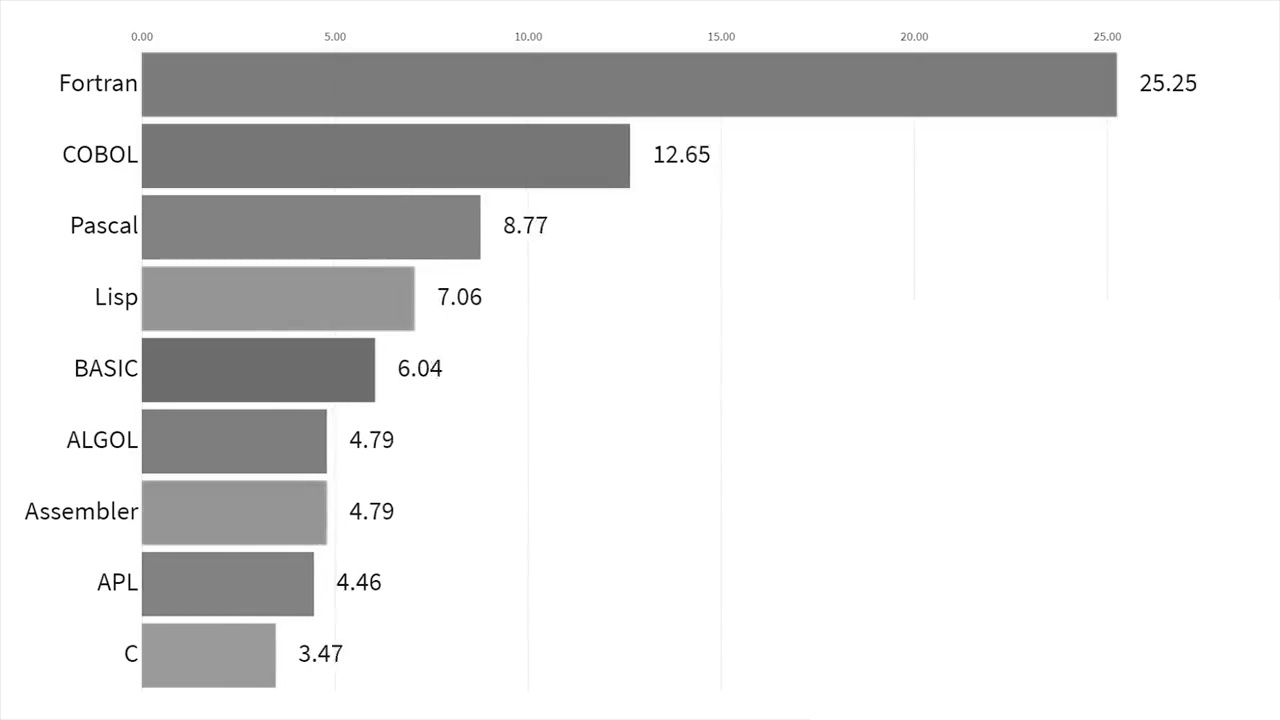 0.00 5.00 10.00 15.00 20.00 25.00
Fortran 25.25
COBOL 12.65
Pascal 8.77
Lisp 7.06
BASIC 6.04
ALGOL 4.79
Assembler 4.79
APL 4.46
C 3.47